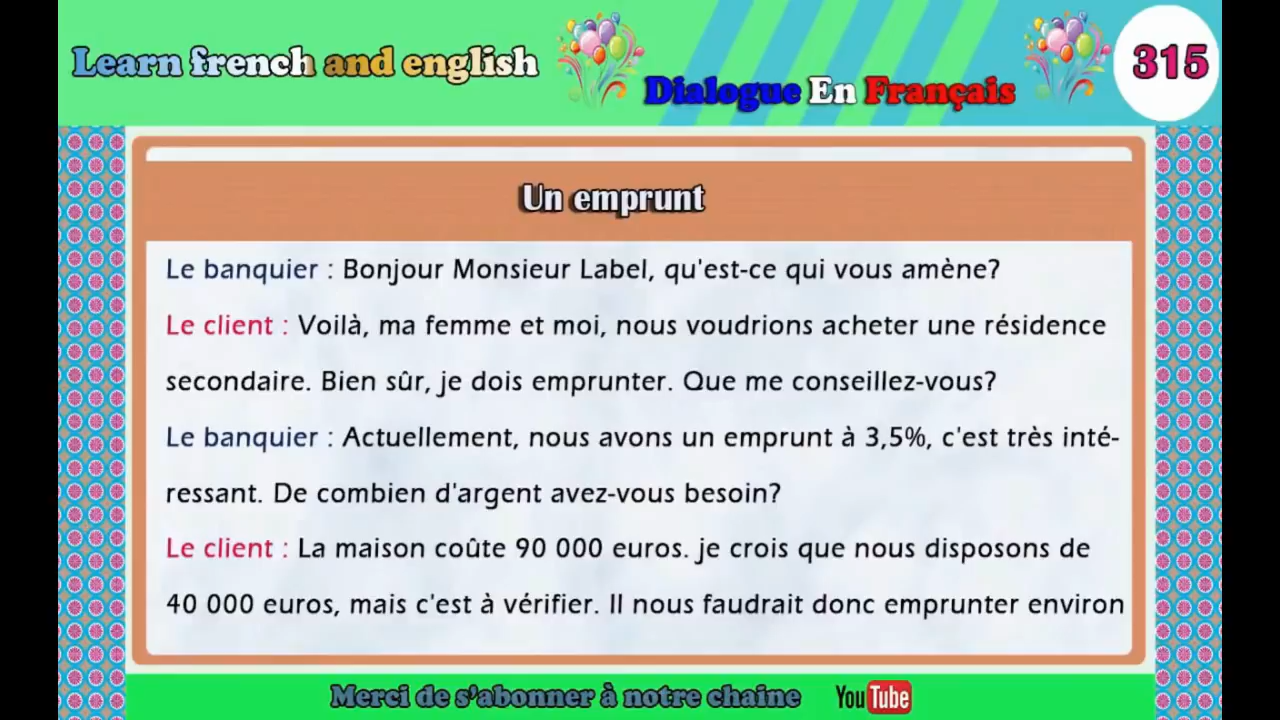 Learn french and english
Dialogue En Français
315
Un emprunt
Le banquier : Bonjour Monsieur Label, qu'est-ce qui vous amène?
Le client : Voilà, ma femme et moi, nous voudrions acheter une résidence
secondaire. Bien sûr, je dois emprunter. Que me conseillez-vous?
Le banquier : Actuellement, nous avons un emprunt à 3,5%, c'est très inté-
ressant. De combien d'argent avez-vous besoin?
Le client : La maison coûte 90 000 euros. je crois que nous disposons de
40 000 euros, mais c'est à vérifier. Il nous faudrait donc emprunter environ
Merci de s'abonner à notre chaine
YouTube